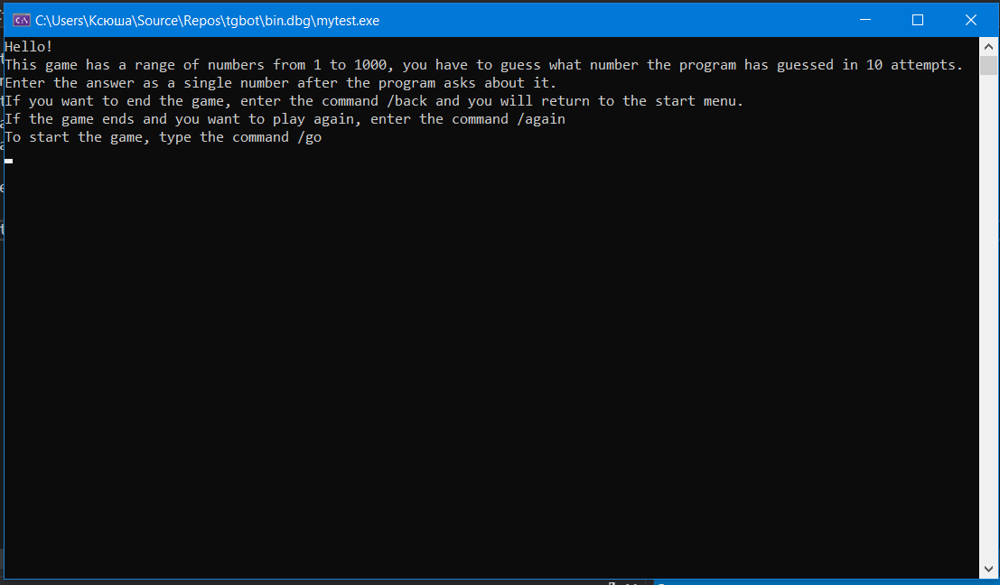 C:\Users\Ксюша\Source\Repos\tgbot\bin.dbg\mytest.exe
Hello!
This game has a range of numbers from 1 to 1000, you have to guess what number the program has guessed in 10 attempts.
Enter the answer as a single number after the program asks about it.
If you want to end the game, enter the command /back and you will return to the start menu.
If the game ends and you want to play again, enter the command /again
To start the game, type the command /go